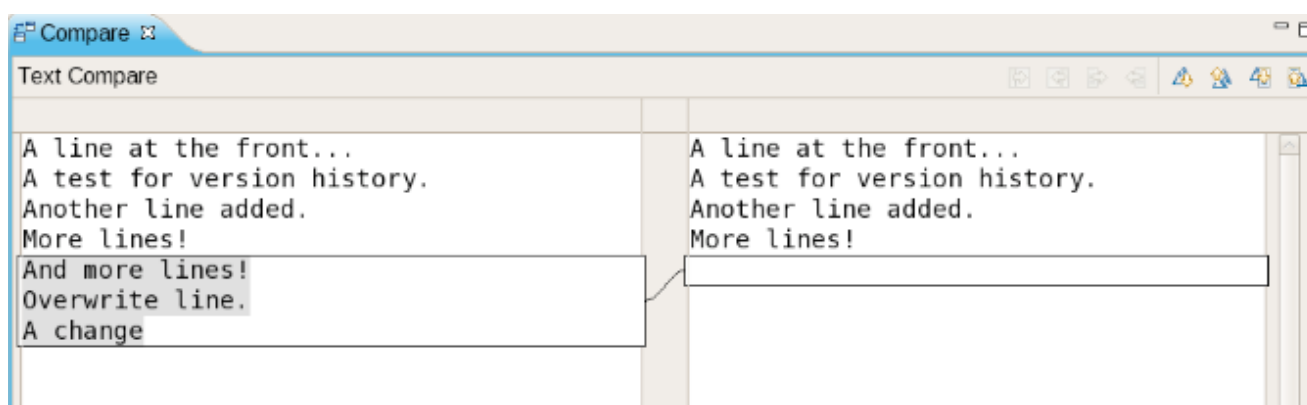 Compare
Text Compare
A line at the front...
A test for version history.
Another line added.
More lines!
And more lines!
Overwrite line.
A change
A line at the front...
A test for version history.
Another line added.
More lines!